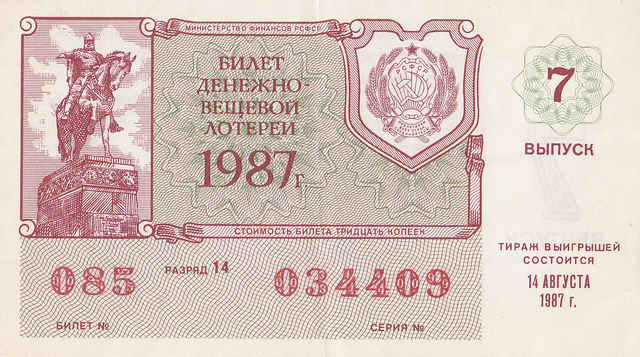 МИНИСТЕРСТВО ФИНАНСОВ РСФСР
БИЛЕТ
ДЕНЕЖНО-
ВЕЩЕВОЙ
ЛОТЕРЕИ
1987г.
РСФСР
СТОИМОСТЬ БИЛЕТА ТРИДЦАТЬ КОПЕЕК
7
ВЫПУСК
ТИРАЖ ВЫИГРЫШЕЙ
СОСТОИТСЯ
14 АВГУСТА
1987 г.
085 РАЗРЯД 14 034409
БИЛЕТ № СЕРИЯ №